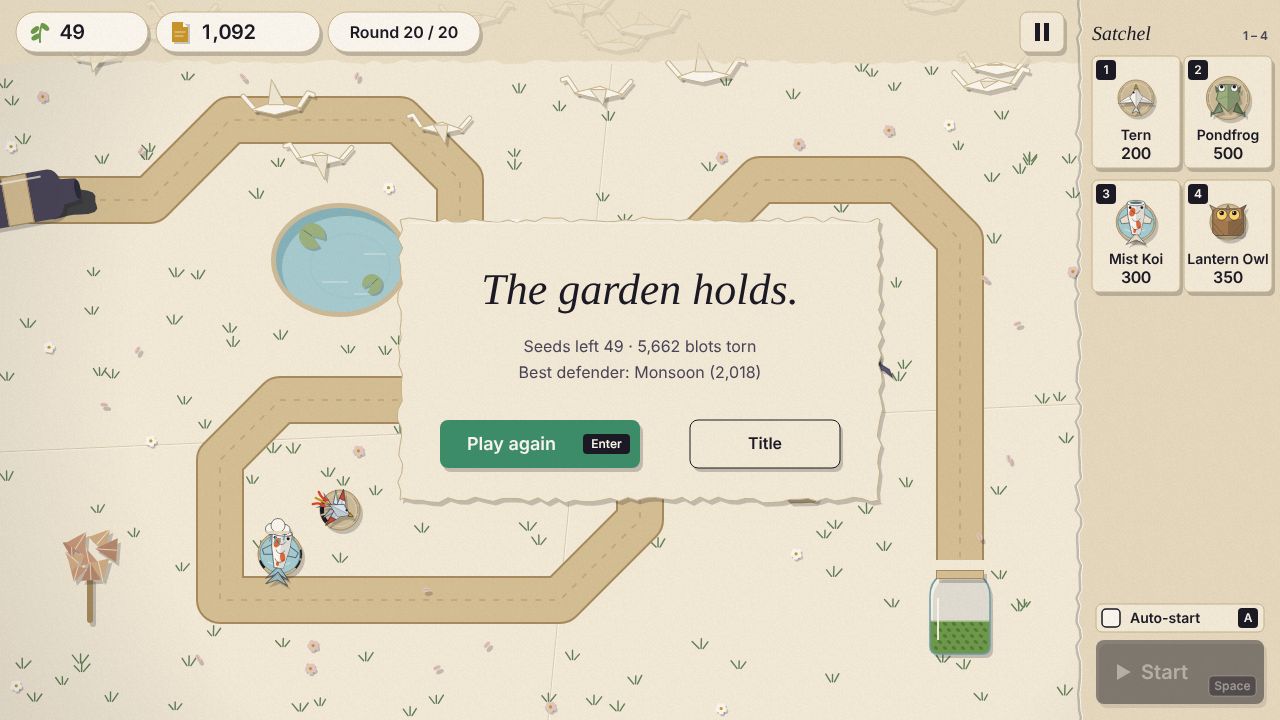 49
1,092
Round 20 / 20
Satchel
1–4
1
Tern
200
2
Pondfrog
500
3
Mist Koi
300
4
Lantern Owl
350
The garden holds.
Seeds left 49 · 5,662 blots torn
Best defender: Monsoon (2,018)
Play again Enter
Title
Auto-start A
Start Space